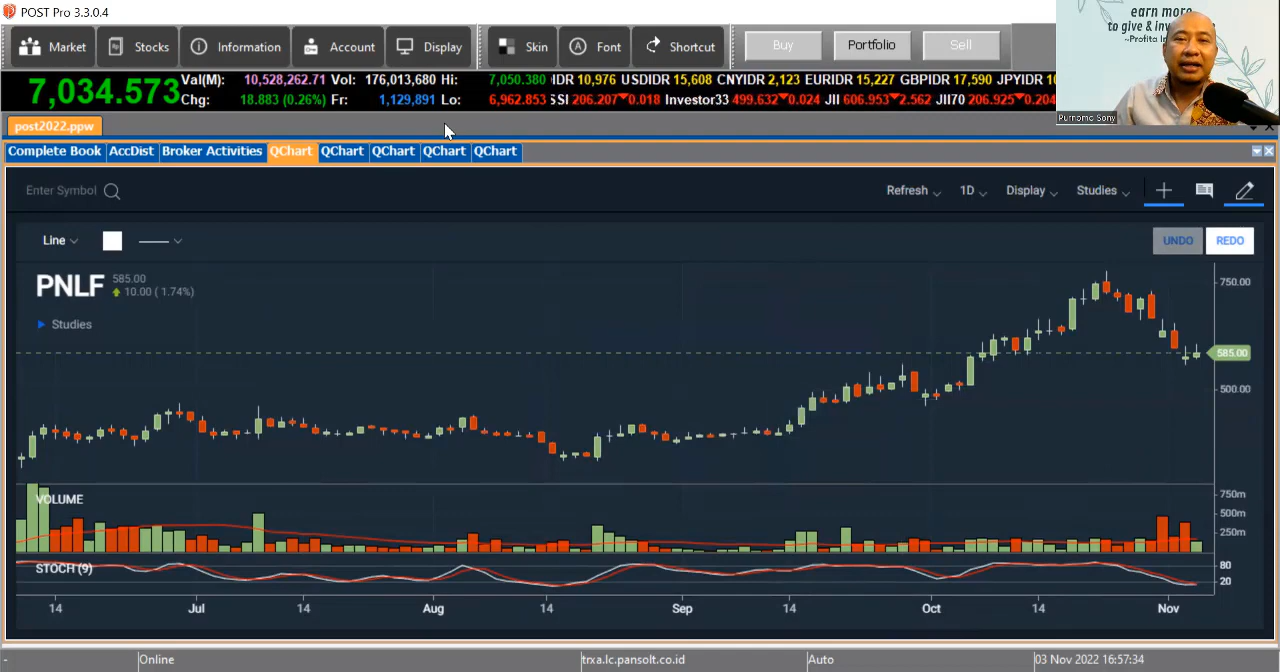 POST Pro 3.3.0.4
Market Stocks Information Account Display Skin Font Shortcut Buy Portfolio Sell
earn more
to give & inve
~Profita In
7,034.573 Val(M): 10,528,262.71 Vol: 176,013,680 Hi: 7,050.380 IDR 10,976 USDIDR 15,608 CNYIDR 2,123 EURIDR 15,227 GBPIDR 17,590 JPYIDR 10
Chg: 18.883 (0.26%) Fr: 1,129,891 Lo: 6,962.853 SSI 206.207 0.018 Investor33 499.632 0.024 JII 606.953 2.562 JII70 206.925 0.204
Purnomo Sony
post2022.ppw
Complete Book AccDist Broker Activities QChart QChart QChart QChart QChart
Enter Symbol Refresh 1D Display Studies
Line UNDO REDO
PNLF 585.00
10.00 ( 1.74%)
Studies
750.00
585.00
500.00
VOLUME
750m
500m
250m
STOCH (9)
80
20
14 Jul 14 Aug 14 Sep 14 Oct 14 Nov
- Online trxa.lc.pansolt.co.id Auto 03 Nov 2022 16:57:34